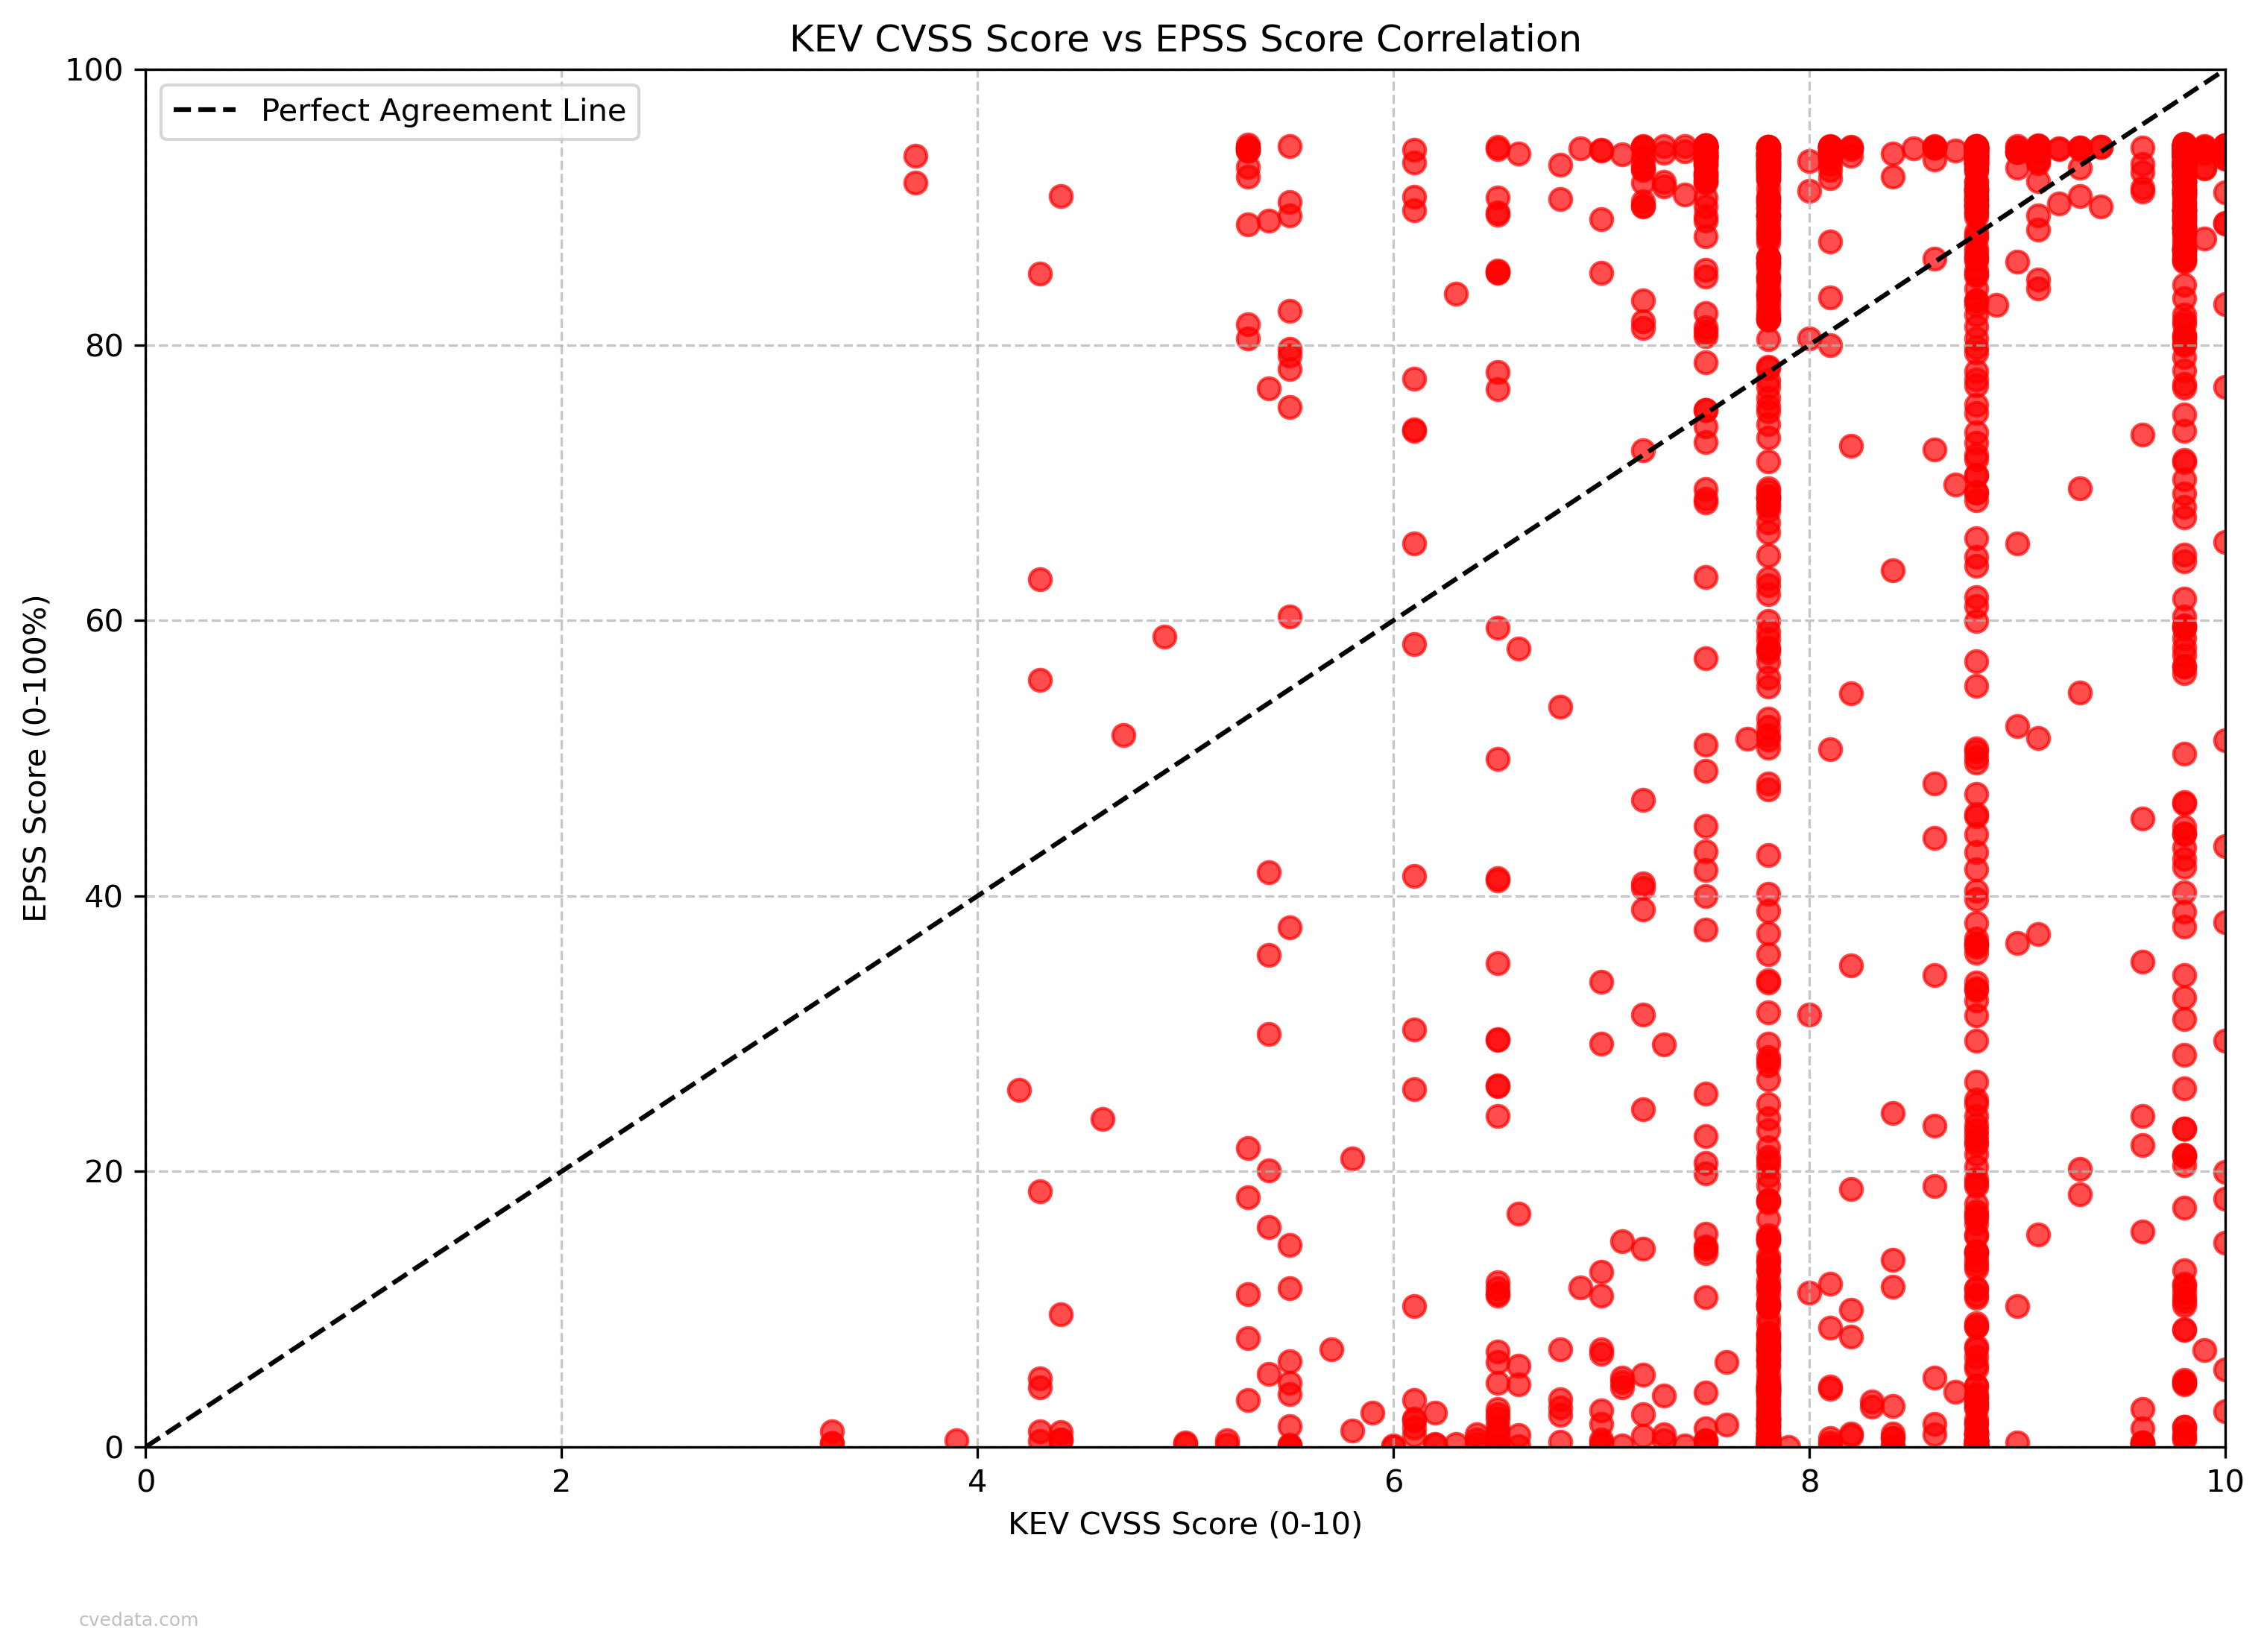 KEV CVSS Score vs EPSS Score Correlation
Perfect Agreement Line
EPSS Score (0-100%)
100
80
60
40
20
0
0 2 4 6 8 10
KEV CVSS Score (0-10)
cvedata.com